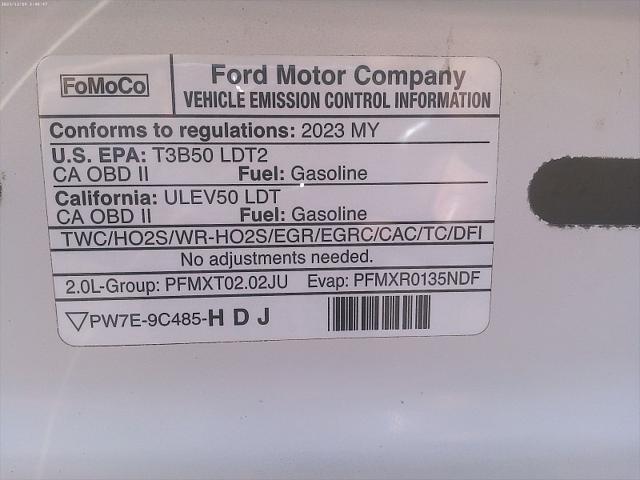 FoMoCo
Ford Motor Company
VEHICLE EMISSION CONTROL INFORMATION
Conforms to regulations: 2023 MY
U.S. EPA: T3B50 LDT2
CA OBD II Fuel: Gasoline
California: ULEV50 LDT
CA OBD II Fuel: Gasoline
TWC/HO2S/WR-HO2S/EGR/EGRC/CAC/TC/DFI
No adjustments needed.
2.0L-Group: PFMXT02.02JU Evap: PFMXR0135NDF
PW7E-9C485-H D J